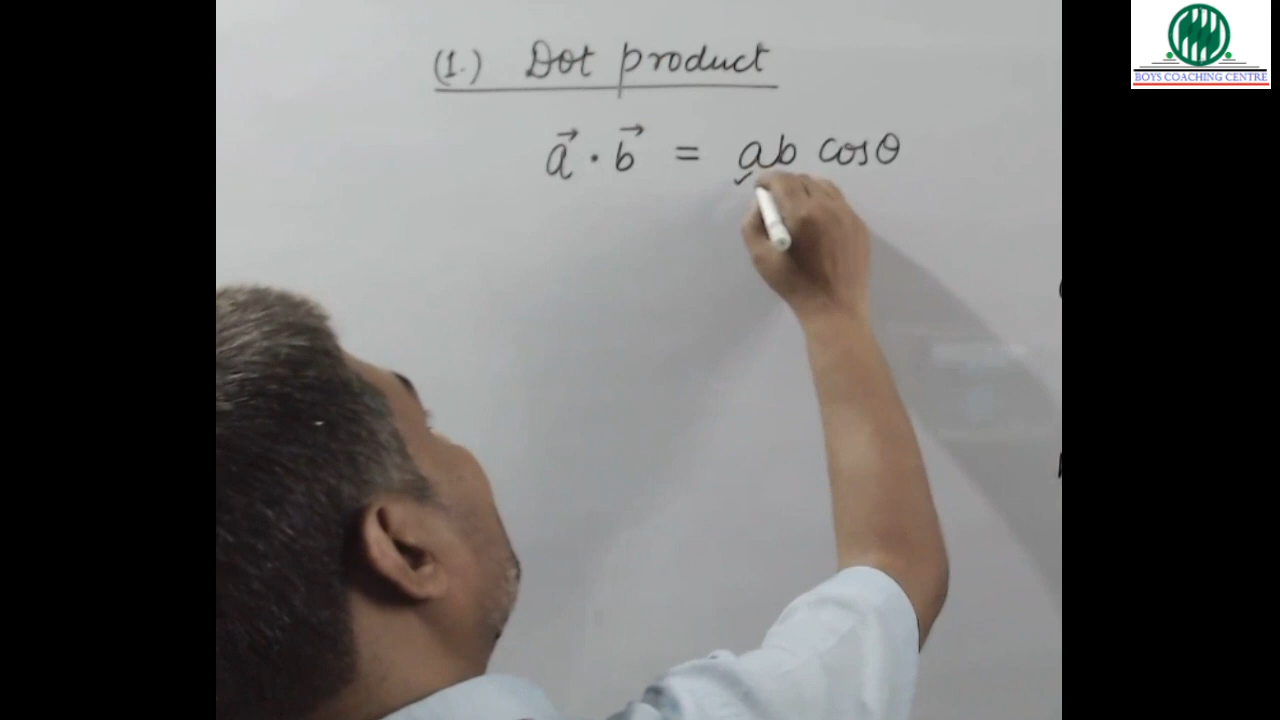 (1.) Dot product
a⃗ · b⃗ = ab cosθ
BOYS COACHING CENTRE